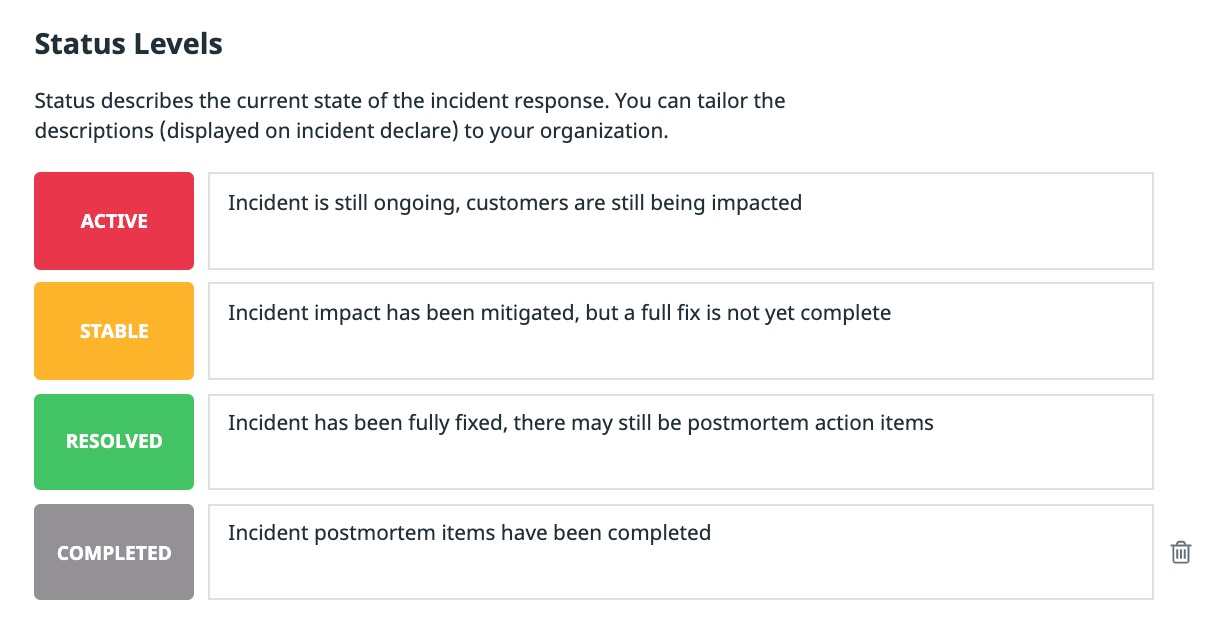 Status Levels
Status describes the current state of the incident response. You can tailor the
descriptions (displayed on incident declare) to your organization.
ACTIVE
Incident is still ongoing, customers are still being impacted
STABLE
Incident impact has been mitigated, but a full fix is not yet complete
RESOLVED
Incident has been fully fixed, there may still be postmortem action items
COMPLETED
Incident postmortem items have been completed